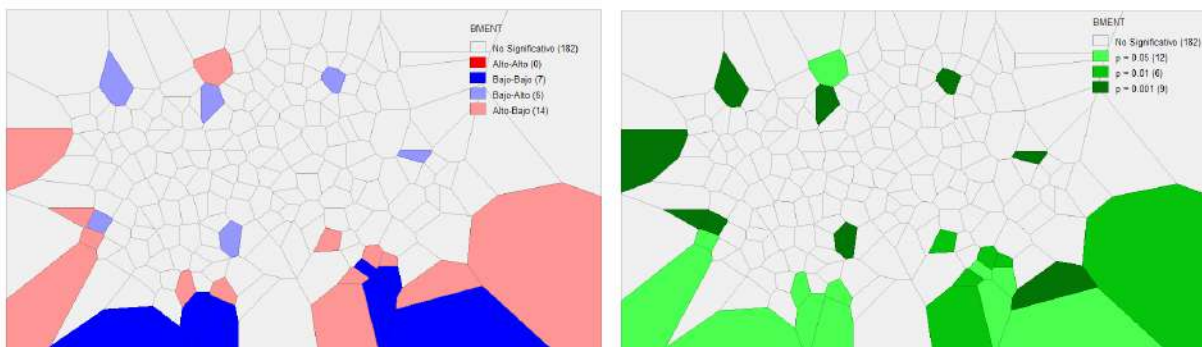 BMENT
No Significativo (182)
Alto-Alto (0)
Bajo-Bajo (7)
Bajo-Alto (6)
Alto-Bajo (14)
BMENT
No Significativo (182)
p = 0.05 (12)
p = 0.01 (6)
p = 0.001 (9)